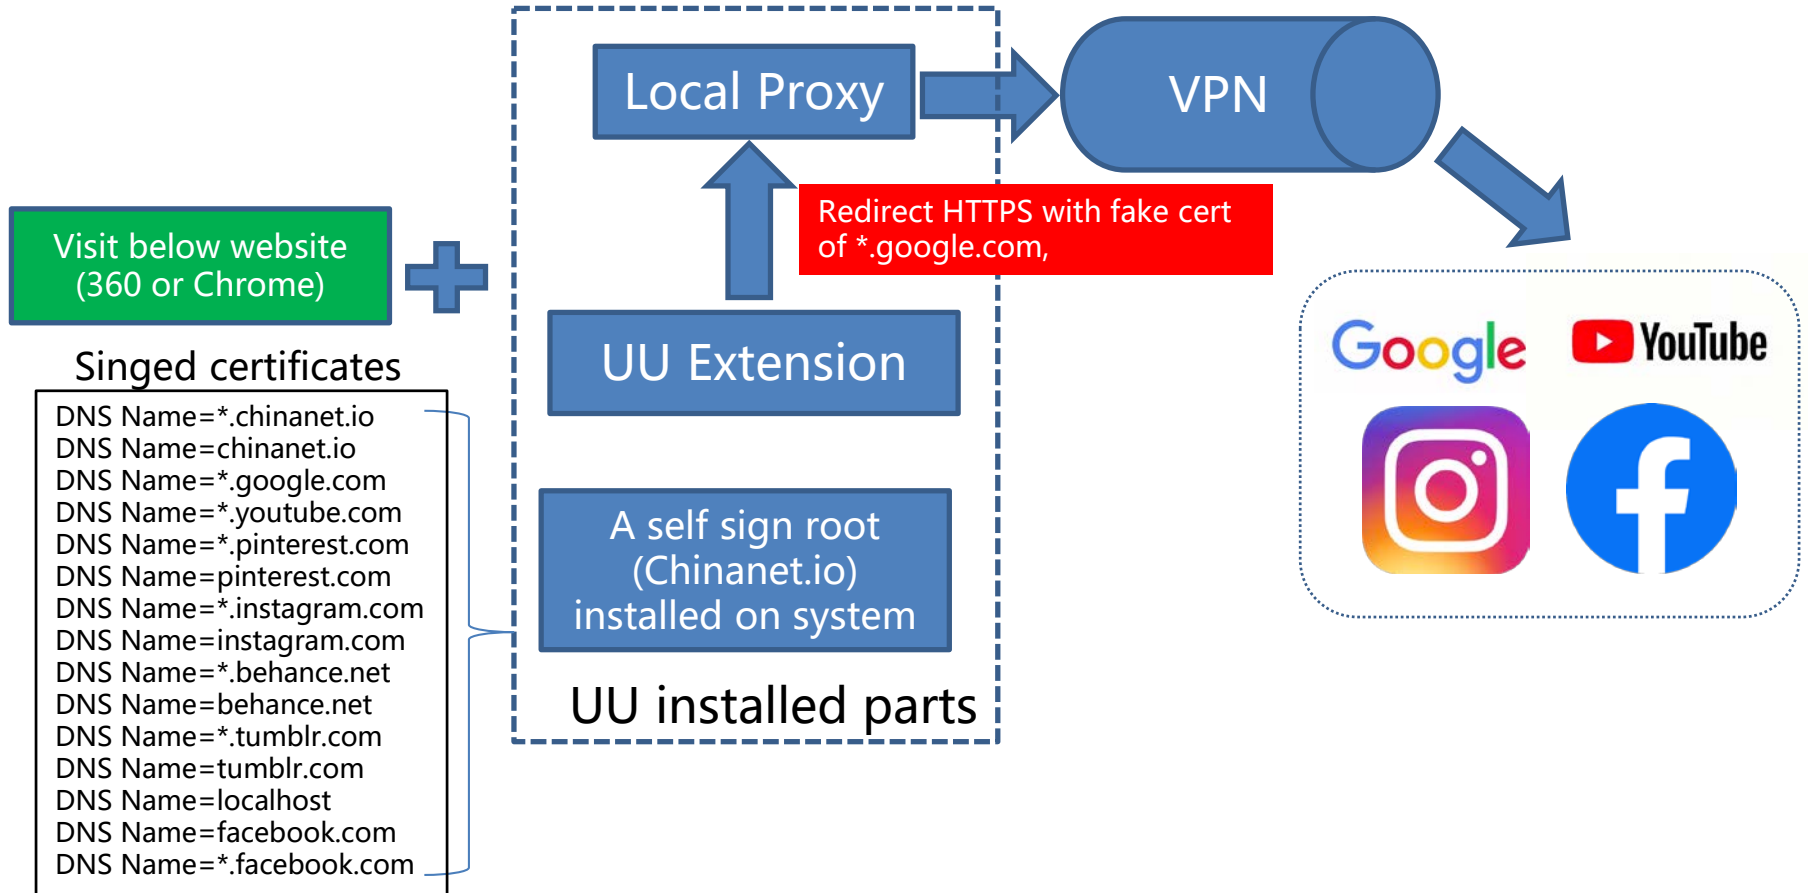 Local Proxy
VPN
Redirect HTTPS with fake cert
of *.google.com,
Visit below website
(360 or Chrome)
UU Extension
Google
YouTube
Singed certificates
DNS Name=*.chinanet.io
DNS Name=chinanet.io
DNS Name=*.google.com
DNS Name=*.youtube.com
DNS Name=*.pinterest.com
DNS Name=pinterest.com
DNS Name=*.instagram.com
DNS Name=instagram.com
DNS Name=*.behance.net
DNS Name=behance.net
DNS Name=*.tumblr.com
DNS Name=tumblr.com
DNS Name=localhost
DNS Name=facebook.com
DNS Name=*.facebook.com
A self sign root
(Chinanet.io)
installed on system
UU installed parts